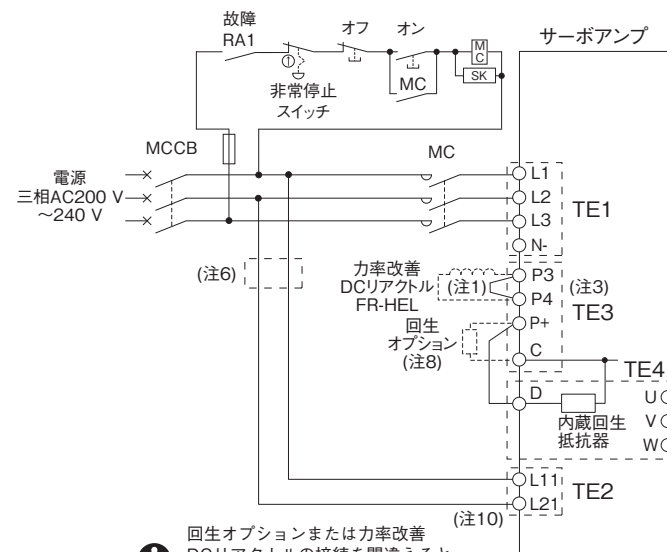 故障
RA1
オフ
オン
M
C
SK
MC
非常停止
スイッチ
サーボアンプ
MCCB
MC
電源
三相AC200 V
～240 V
L1
L2
L3
N-
TE1
(注6)
力率改善
DCリアクトル
FR-HEL
(注1)
P3
P4
(注3)
TE3
回生
オプション
(注8)
P+
C
D
TE4
内蔵回生
抵抗器
U
V
W
L11
L21
TE2
(注10)
回生オプションまたは力率改善
DCリアクトルの接続を間違えると